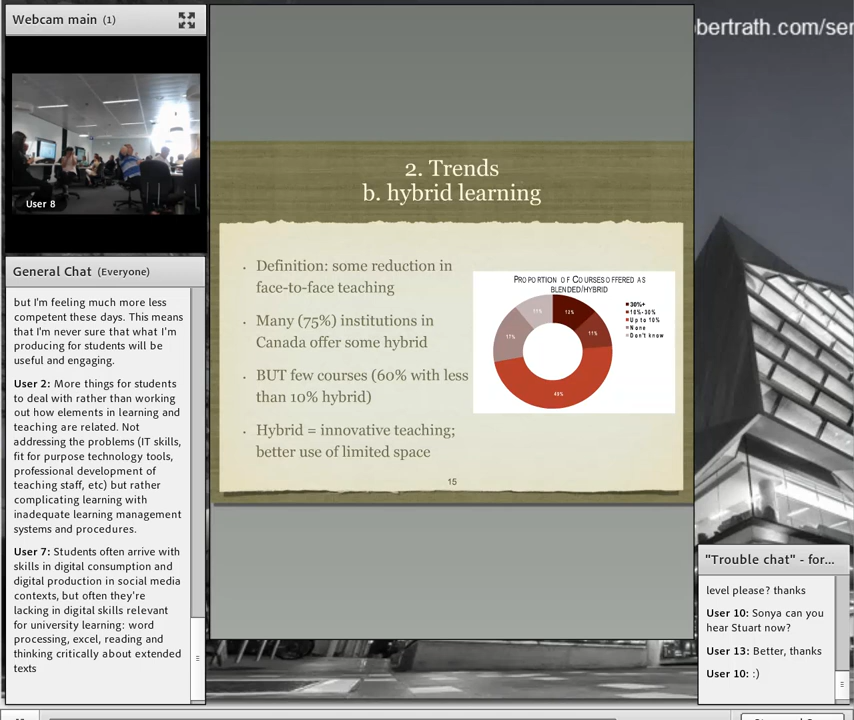 Webcam main (1)
User 8
General Chat (Everyone)
but I'm feeling much more less
competent these days. This means
that I'm never sure that what I'm
producing for students will be
useful and engaging.
User 2: More things for students
to deal with rather than working
out how elements in learning and
teaching are related. Not
addressing the problems (IT skills,
fit for purpose technology tools,
professional development of
teaching staff, etc) but rather
complicating learning with
inadequate learning management
systems and procedures.
User 7: Students often arrive with
skills in digital consumption and
digital production in social media
contexts, but often they're
lacking in digital skills relevant
for university learning: word
processing, excel, reading and
thinking critically about extended
texts
2. Trends
b. hybrid learning
· Definition: some reduction in
face-to-face teaching
· Many (75%) institutions in
Canada offer some hybrid
· BUT few courses (60% with less
than 10% hybrid)
· Hybrid = innovative teaching;
better use of limited space
PROPORTION OF COURSES OFFERED AS
BLENDED/HYBRID
11%
12%
11%
17%
30%+
10%-30%
Up to 10%
None
Don't know
15
bertrath.com/ser
"Trouble chat" - for...
level please? thanks
User 10: Sonya can you
hear Stuart now?
User 13: Better, thanks
User 10: :)